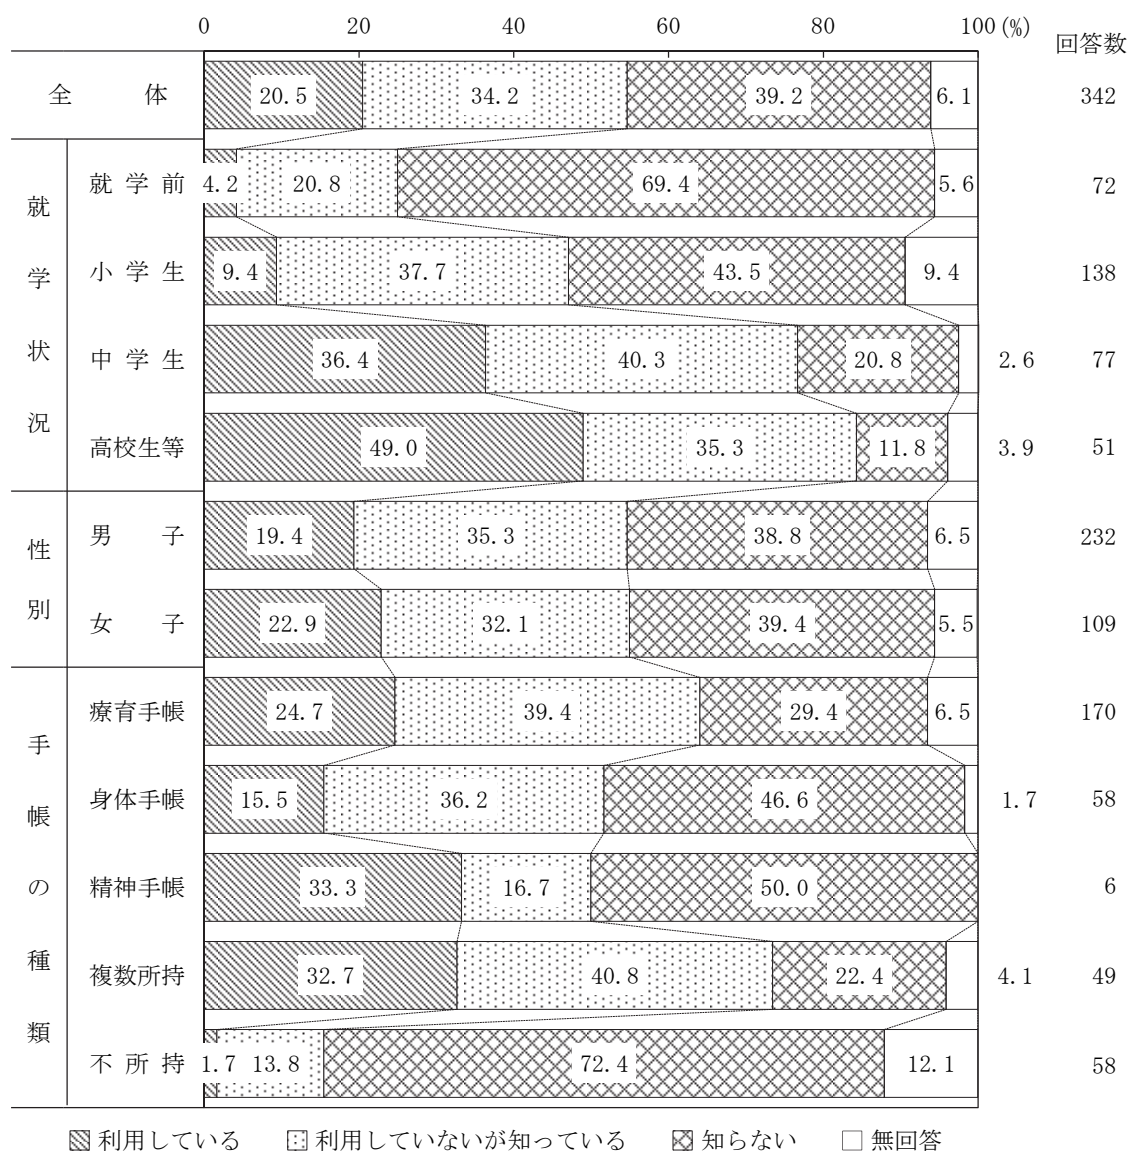 0 20 40 60 80 100 (%)
回答数
全体 20.5 34.2 39.2 6.1 342
就学状況
就学前 4.2 20.8 69.4 5.6 72
小学生 9.4 37.7 43.5 9.4 138
中学生 36.4 40.3 20.8 2.6 77
高校生等 49.0 35.3 11.8 3.9 51
性別
男子 19.4 35.3 38.8 6.5 232
女子 22.9 32.1 39.4 5.5 109
手帳の種類
療育手帳 24.7 39.4 29.4 6.5 170
身体手帳 15.5 36.2 46.6 1.7 58
精神手帳 33.3 16.7 50.0 6
複数所持 32.7 40.8 22.4 4.1 49
不所持 1.7 13.8 72.4 12.1 58
利用している 利用していないが知っている 知らない 無回答